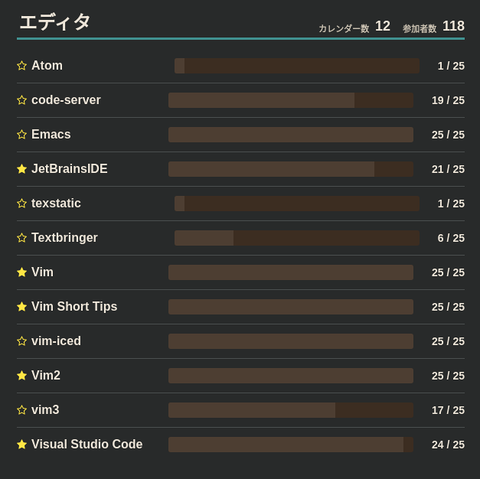 エディタ カレンダー数 12 参加者数 118
Atom 1 / 25
code-server 19 / 25
Emacs 25 / 25
JetBrainsIDE 21 / 25
texstatic 1 / 25
Textbringer 6 / 25
Vim 25 / 25
Vim Short Tips 25 / 25
vim-iced 25 / 25
Vim2 25 / 25
vim3 17 / 25
Visual Studio Code 24 / 25